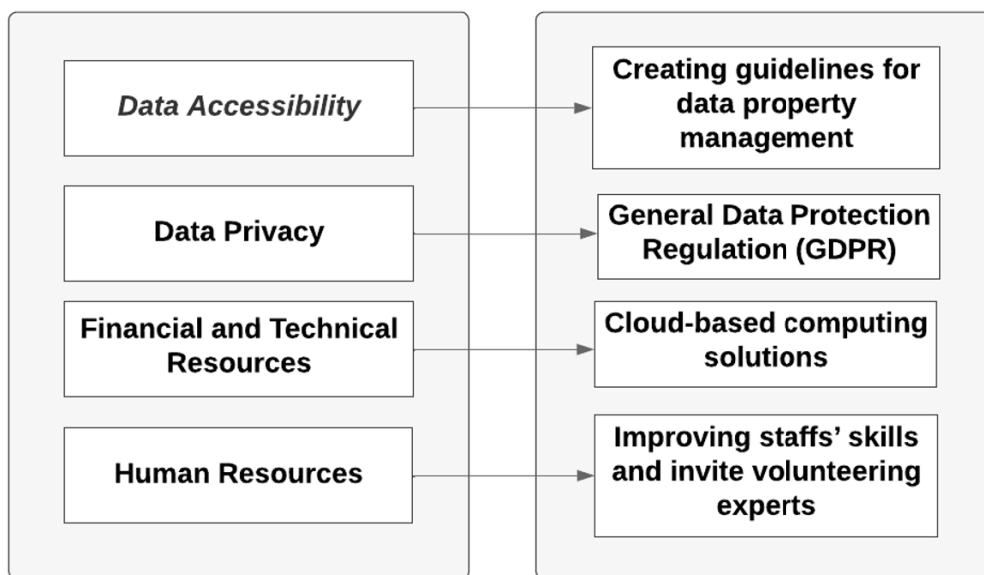 Data Accessibility
Creating guidelines for
data property
management
Data Privacy
General Data Protection
Regulation (GDPR)
Financial and Technical
Resources
Cloud-based computing
solutions
Human Resources
Improving staffs’ skills
and invite volunteering
experts